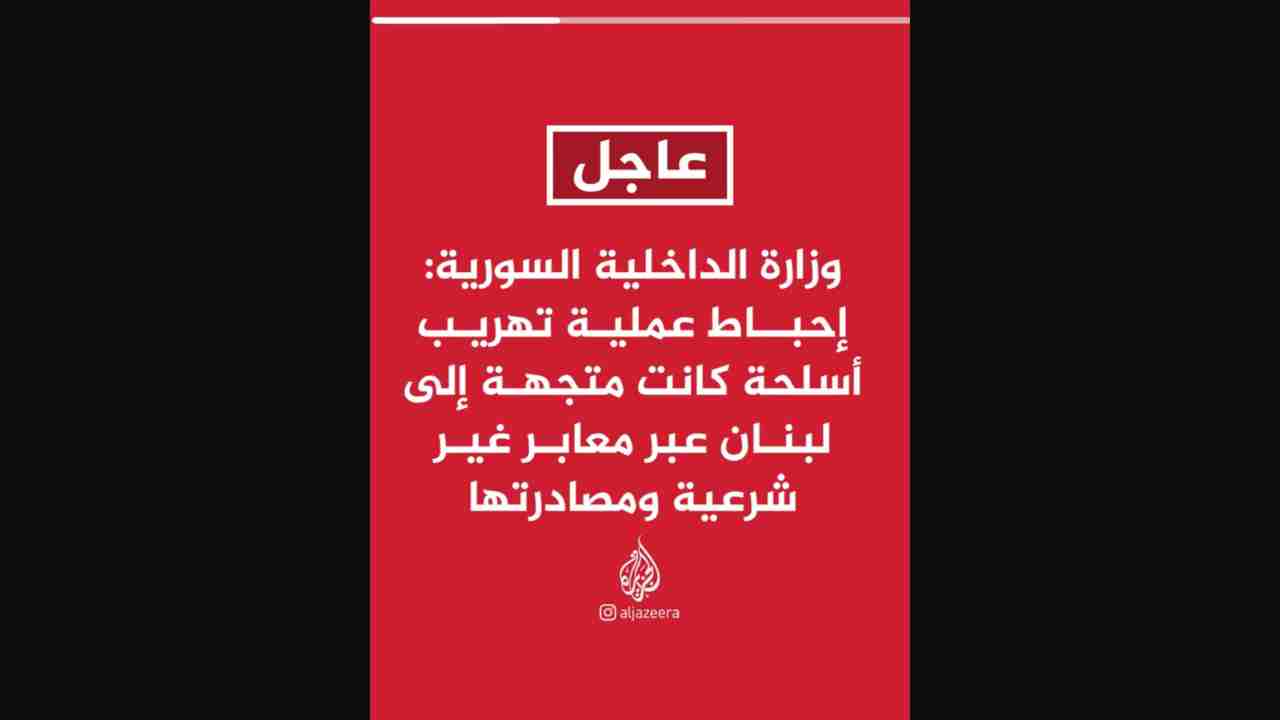 عاجل
وزارة الداخلية السورية:
إحباط عملية تهريب
أسلحة كانت متجهة إلى
لبنان عبر معابر غير
شرعية ومصادرتها
الجزيرة
aljazeera